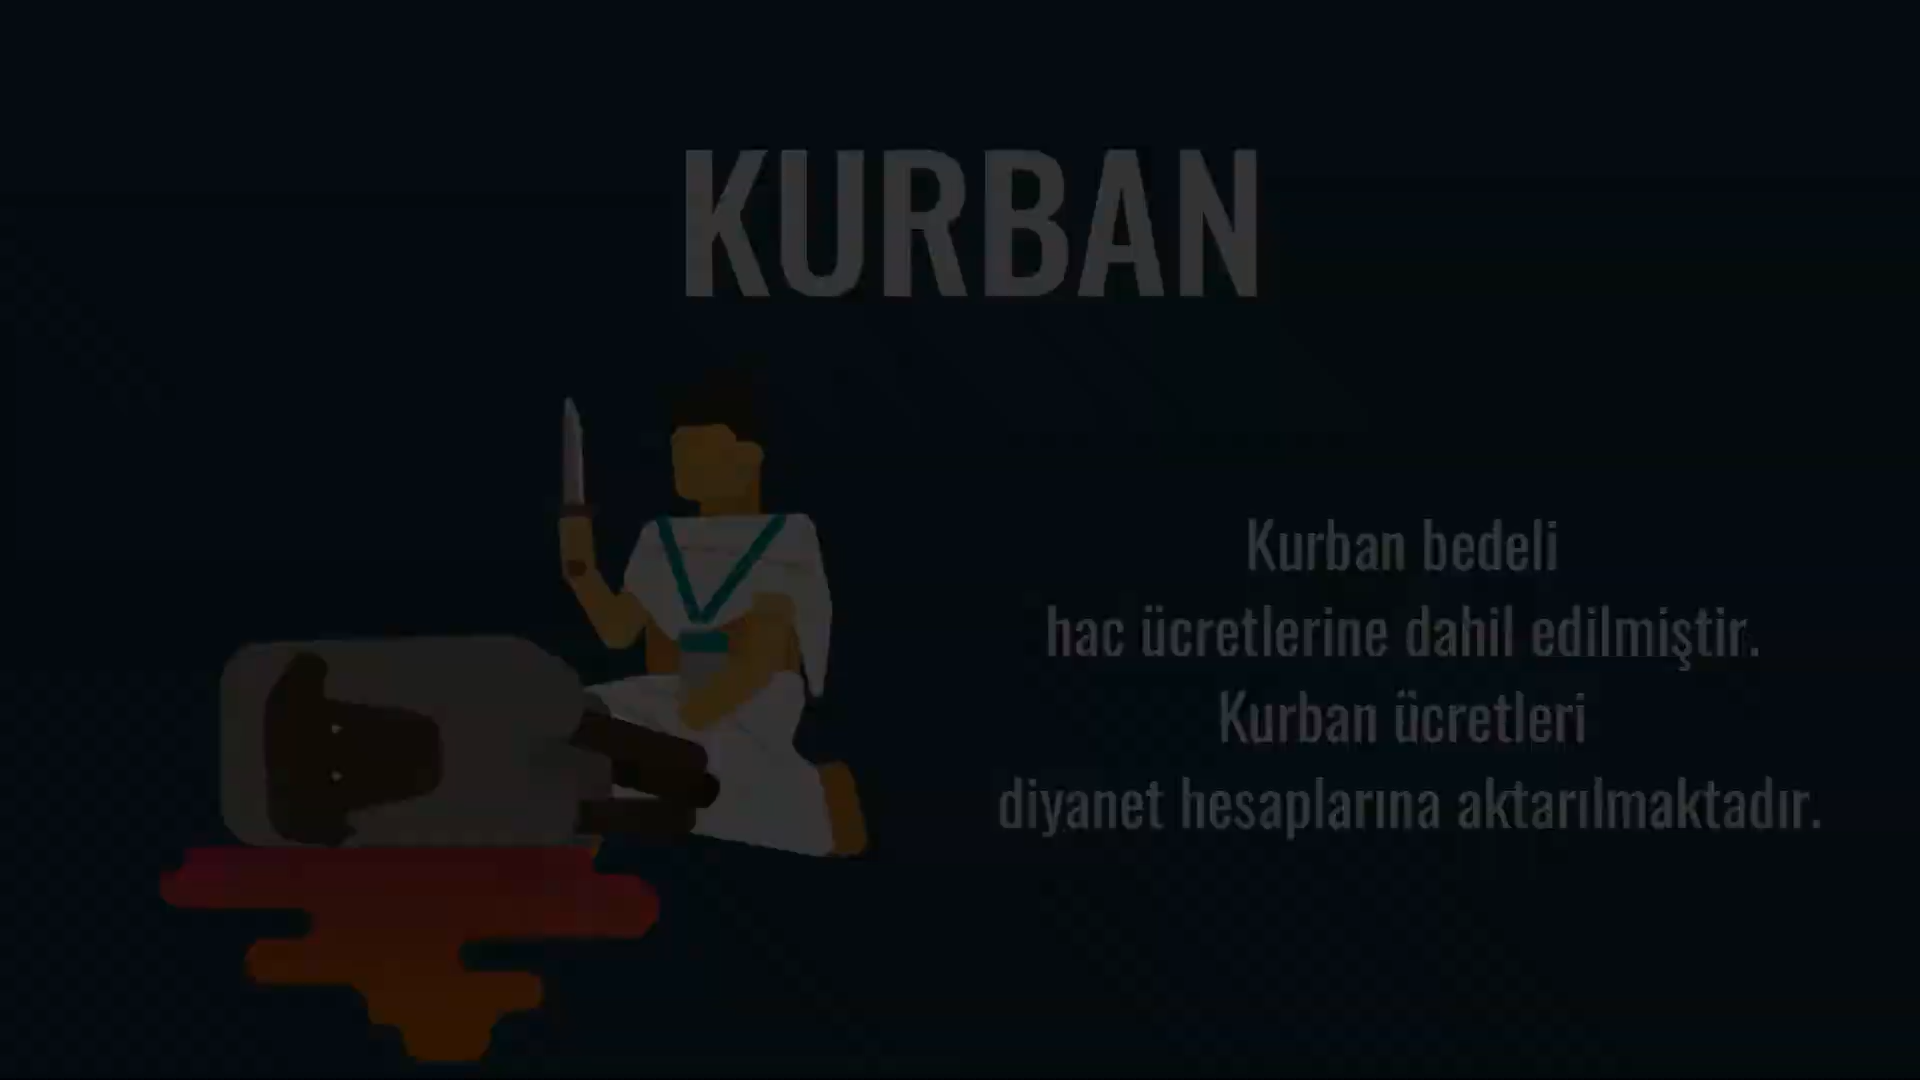 KURBAN
Kurban bedeli
hac ücretlerine dahil edilmiştir.
Kurban ücretleri
diyanet hesaplarına aktarılmaktadır.